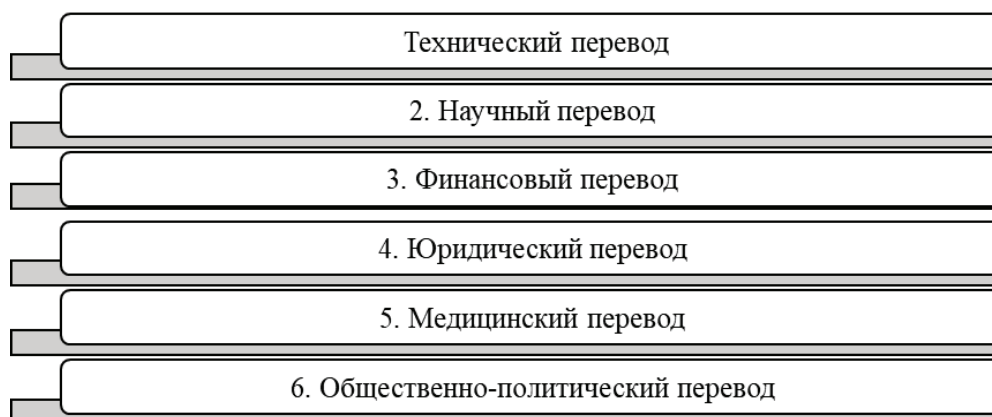 Технический перевод
2. Научный перевод
3. Финансовый перевод
4. Юридический перевод
5. Медицинский перевод
6. Общественно-политический перевод